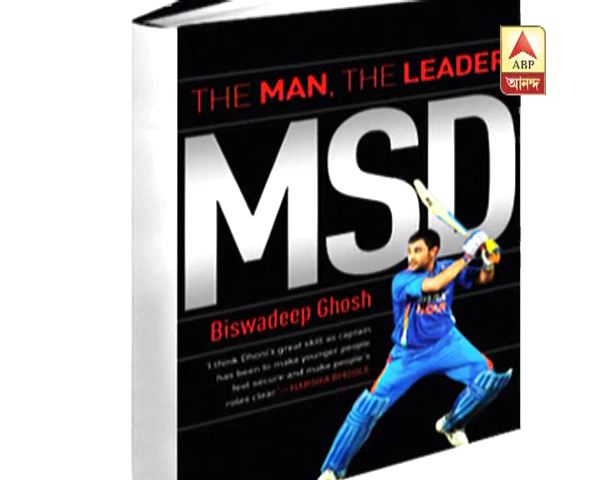 ABP
আনন্দ
THE MAN, THE LEADER
MSD
Biswadeep Ghosh
'I think Dhoni's great skill as captain
has been to make younger people
feel secure and make people's
roles clear.'—HARSHA BHOGLE